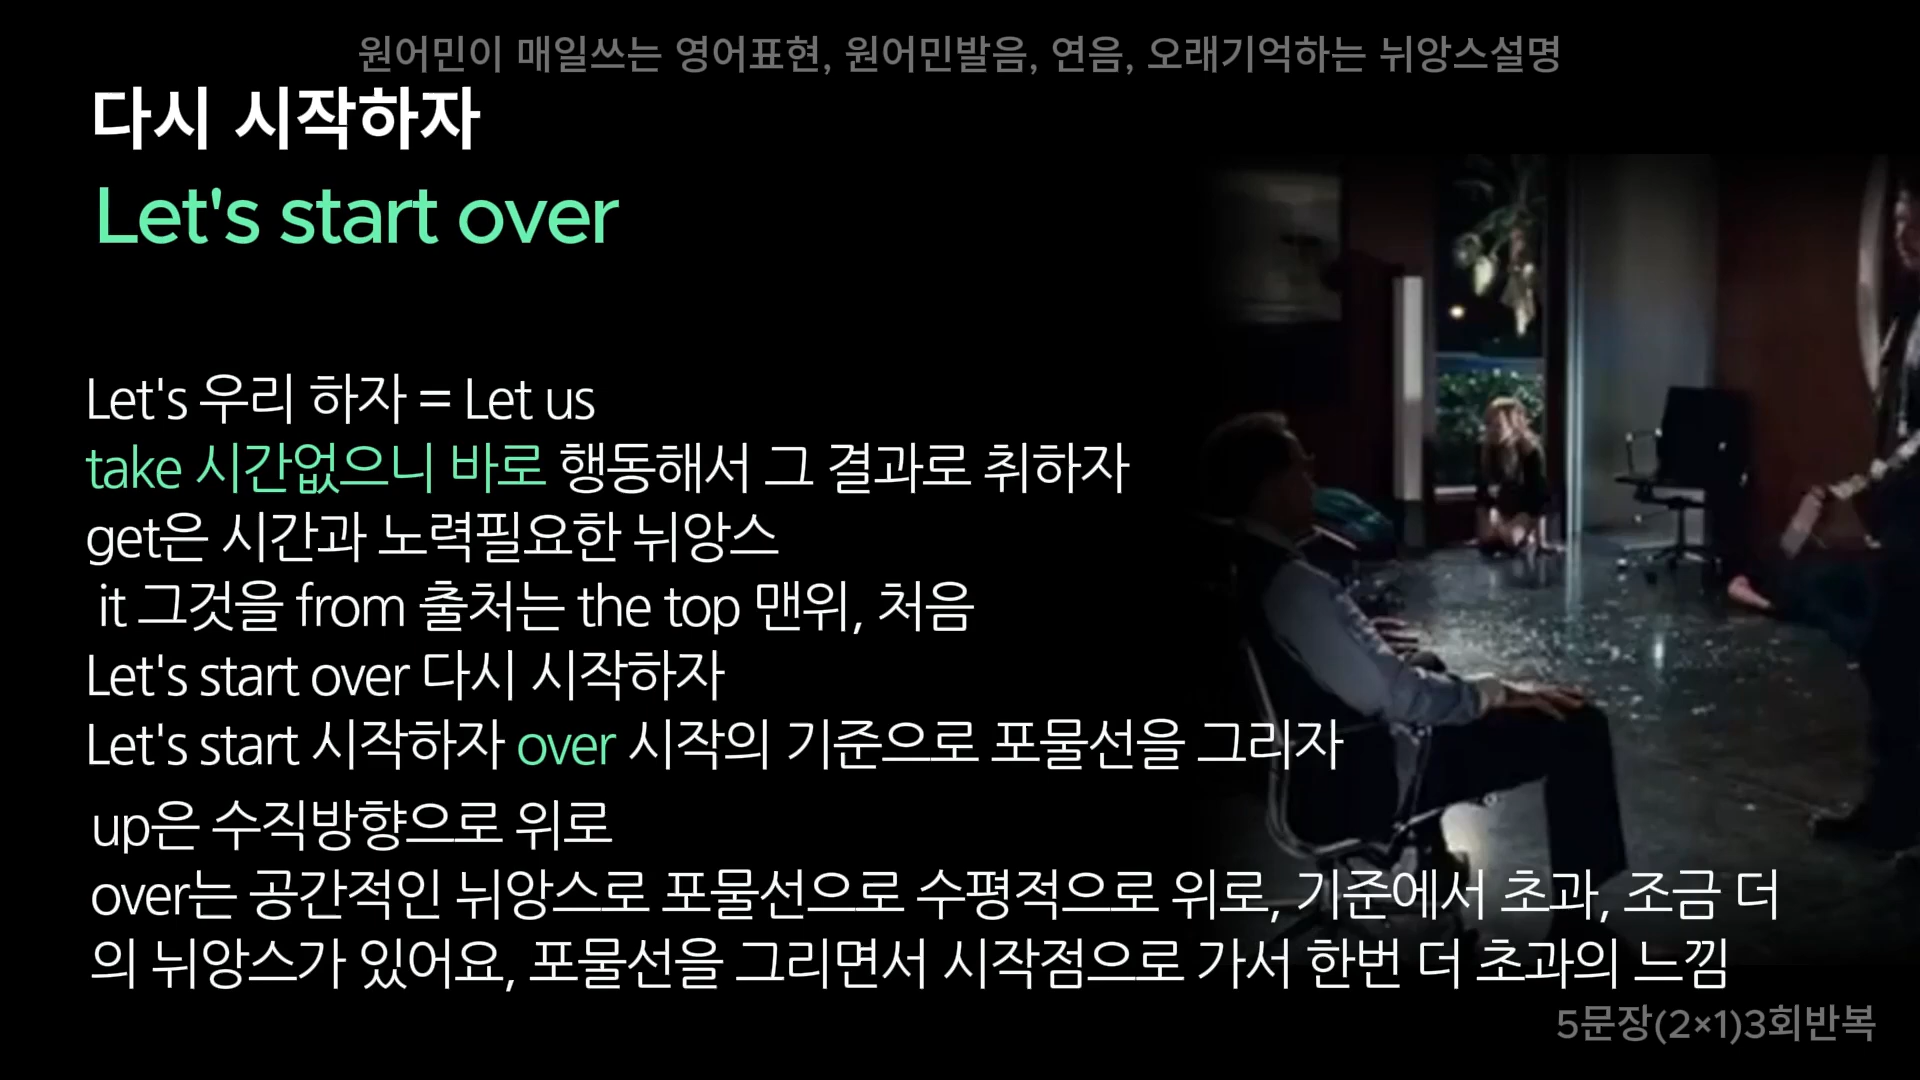 원어민이 매일쓰는 영어표현, 원어민발음, 연음, 오래기억하는 뉘앙스설명
다시 시작하자
Let's start over
Let's 우리 하자 = Let us
take 시간없으니 바로 행동해서 그 결과로 취하자
get은 시간과 노력필요한 뉘앙스
it 그것을 from 출처는 the top 맨위, 처음
Let's start over 다시 시작하자
Let's start 시작하자 over 시작의 기준으로 포물선을 그리자
up은 수직방향으로 위로
over는 공간적인 뉘앙스로 포물선으로 수평적으로 위로, 기준에서 초과, 조금 더
의 뉘앙스가 있어요, 포물선을 그리면서 시작점으로 가서 한번 더 초과의 느낌
5문장(2×1)3회반복